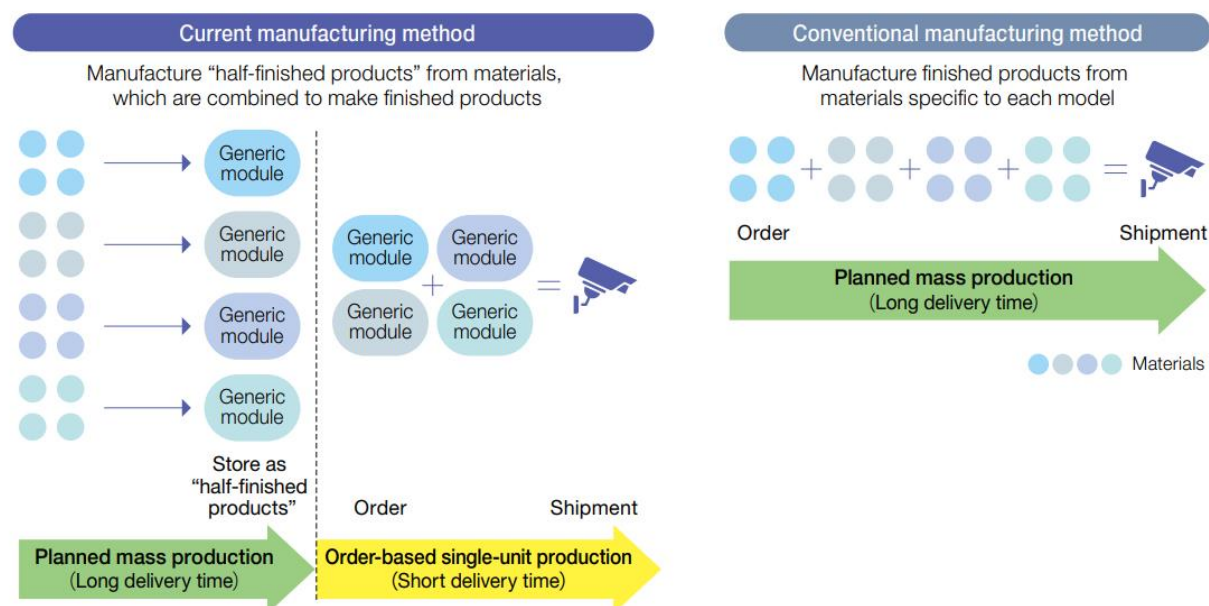 Current manufacturing method
Manufacture “half-finished products” from materials,
which are combined to make finished products
Generic
module
Generic
module
Generic
module
Generic
module
Generic
module
Generic
module
Generic
module
Generic
module
+
=
Store as
“half-finished
products”
Order
Shipment
Planned mass production
(Long delivery time)
Order-based single-unit production
(Short delivery time)
Conventional manufacturing method
Manufacture finished products from
materials specific to each model
+ + + =
Order
Shipment
Planned mass production
(Long delivery time)
Materials